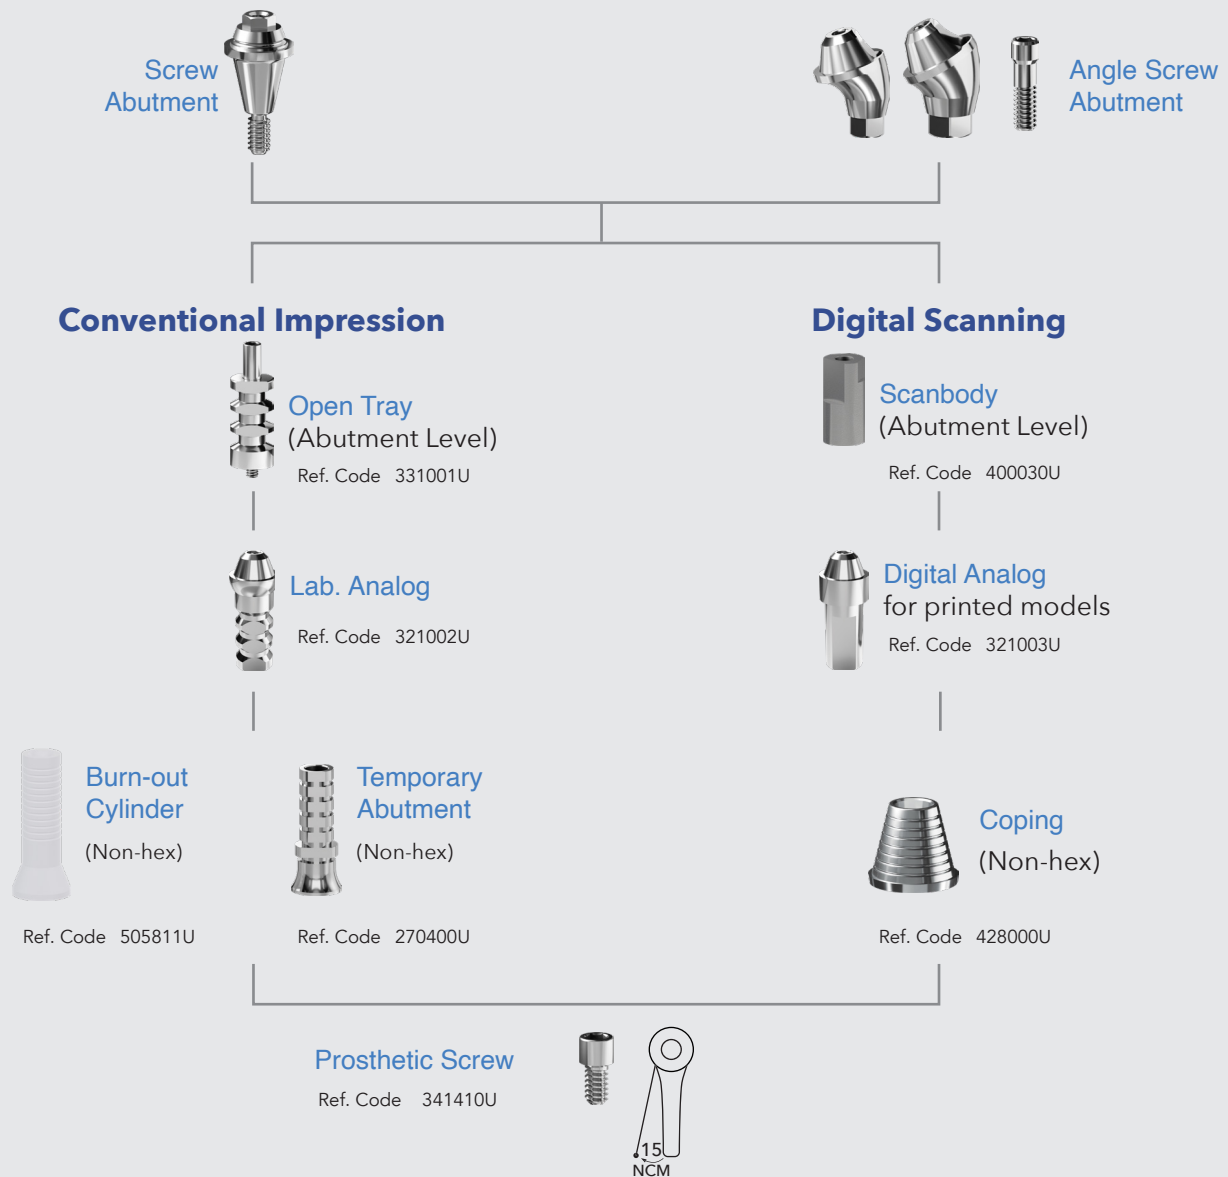 Screw
Abutment
Angle Screw
Abutment
Conventional Impression
Open Tray
(Abutment Level)
Ref. Code 331001U
Lab. Analog
Ref. Code 321002U
Burn-out
Cylinder
(Non-hex)
Ref. Code 505811U
Temporary
Abutment
(Non-hex)
Ref. Code 270400U
Digital Scanning
Scanbody
(Abutment Level)
Ref. Code 400030U
Digital Analog
for printed models
Ref. Code 321003U
Coping
(Non-hex)
Ref. Code 428000U
Prosthetic Screw
Ref. Code 341410U
15
NCM